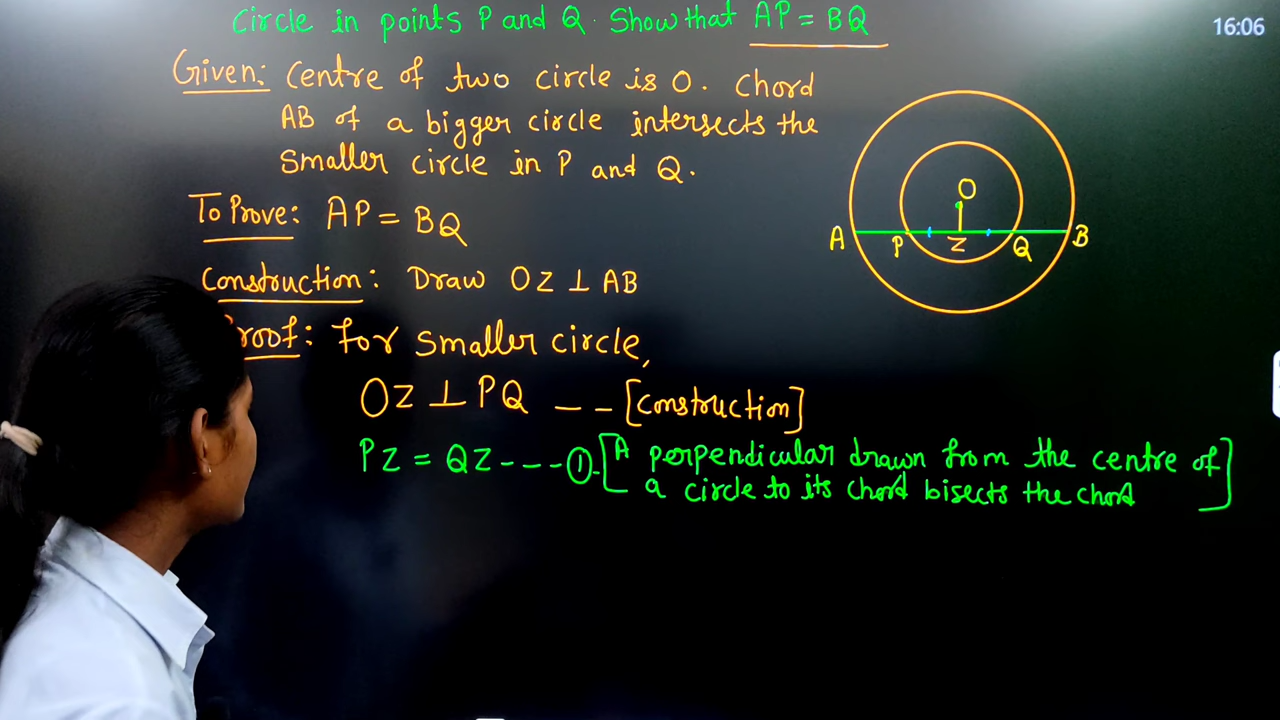 Circle in points P and Q. Show that AP = BQ
16:06
Given: Centre of two circle is O. Chord
AB of a bigger circle intersects the
smaller circle in P and Q.
To Prove: AP = BQ
Construction: Draw OZ ⊥ AB
roof: For smaller circle,
OZ ⊥ PQ -- [Construction]
PZ = QZ --- ① [A perpendicular drawn from the centre of
a circle to its chord bisects the chord]
O
A P Z Q B